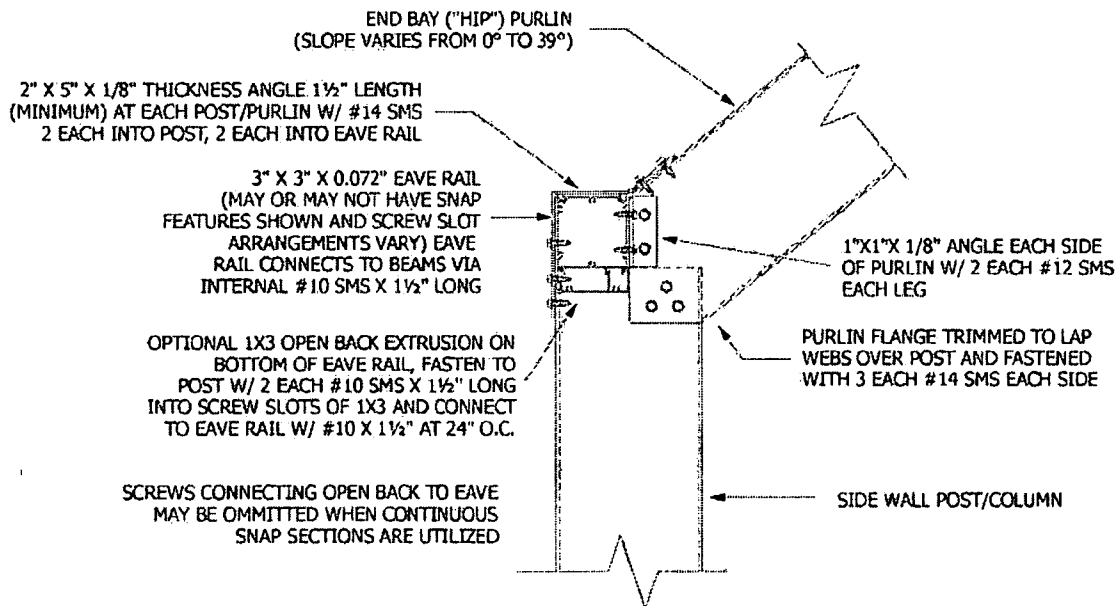 END BAY ("HIP") PURLIN
(SLOPE VARIES FROM 0° TO 39°)
2" X 5" X 1/8" THICKNESS ANGLE 1½" LENGTH
(MINIMUM) AT EACH POST/PURLIN W/ #14 SMS
2 EACH INTO POST, 2 EACH INTO EAVE RAIL
3" X 3" X 0.072" EAVE RAIL
(MAY OR MAY NOT HAVE SNAP
FEATURES SHOWN AND SCREW SLOT
ARRANGEMENTS VARY) EAVE
RAIL CONNECTS TO BEAMS VIA
INTERNAL #10 SMS X 1½" LONG
1"X1"X 1/8" ANGLE EACH SIDE
OF PURLIN W/ 2 EACH #12 SMS
EACH LEG
OPTIONAL 1X3 OPEN BACK EXTRUSION ON
BOTTOM OF EAVE RAIL, FASTEN TO
POST W/ 2 EACH #10 SMS X 1½" LONG
INTO SCREW SLOTS OF 1X3 AND CONNECT
TO EAVE RAIL W/ #10 X 1½" AT 24" O.C.
PURLIN FLANGE TRIMMED TO LAP
WEBS OVER POST AND FASTENED
WITH 3 EACH #14 SMS EACH SIDE
SCREWS CONNECTING OPEN BACK TO EAVE
MAY BE OMMITTED WHEN CONTINUOUS
SNAP SECTIONS ARE UTILIZED
SIDE WALL POST/COLUMN